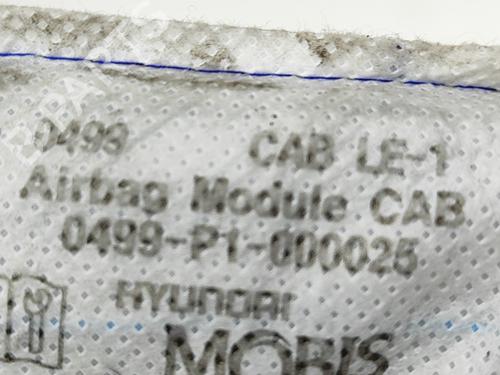 0499 CAB LE-1
Airbag Module CAB
0499-P1-000025
HYUNDAI
MOBIS